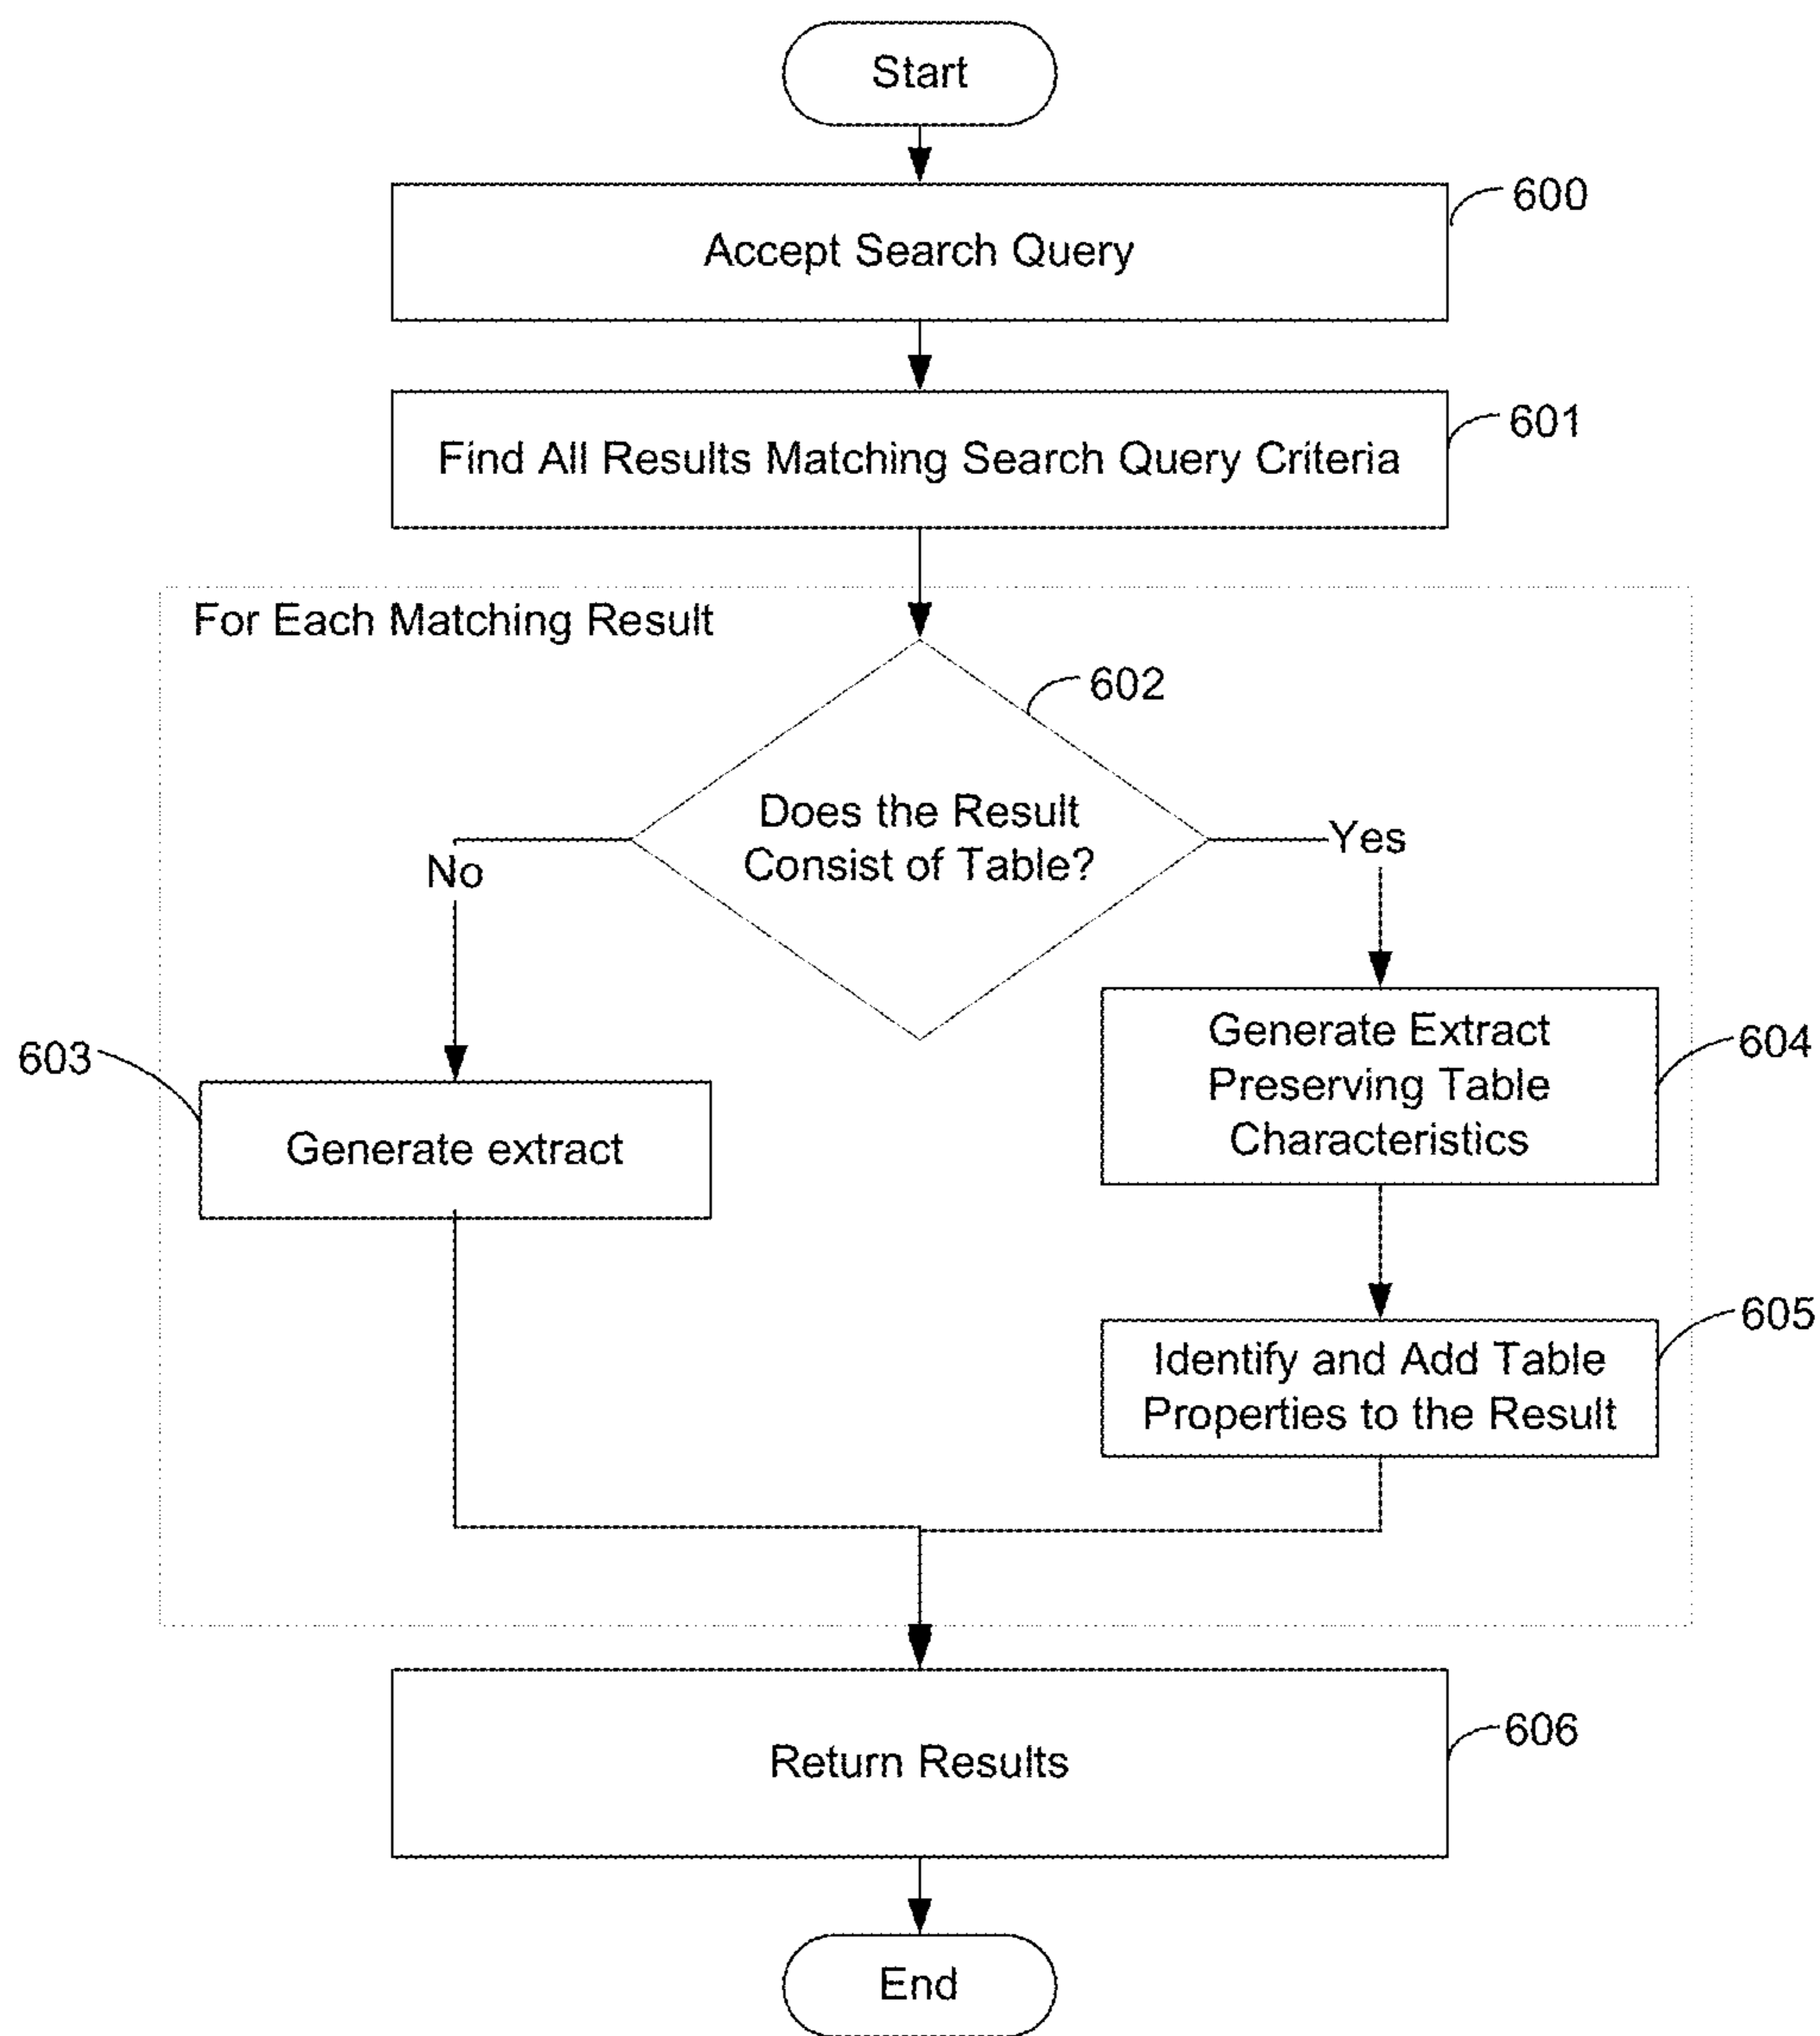 Start
600
Accept Search Query
601
Find All Results Matching Search Query Criteria
For Each Matching Result
602
Does the Result
Consist of Table?
No
Yes
603
Generate extract
Generate Extract
Preserving Table
Characteristics
604
605
Identify and Add Table
Properties to the Result
606
Return Results
End